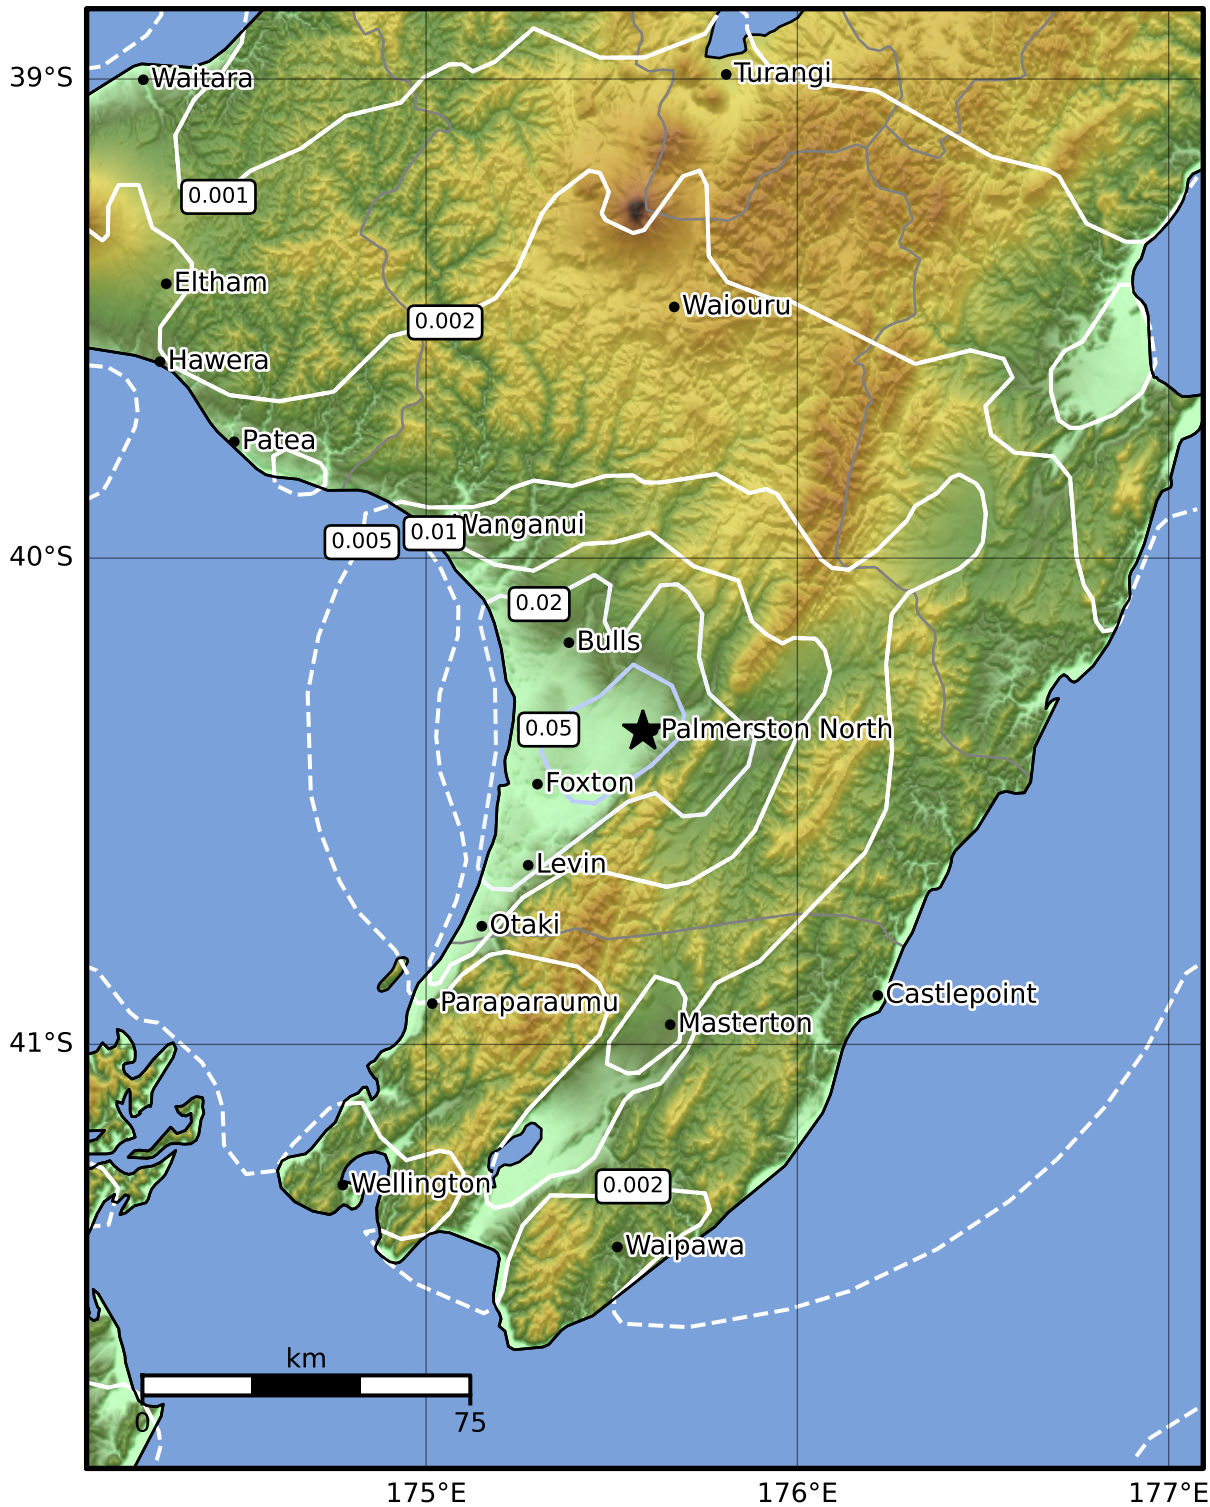 39°S
Waitara
Turangi
0.001
Eltham
Waiouru
0.002
Hawera
Patea
Wanganui
0.005
0.01
40°S
0.02
Bulls
0.05
Palmerston North
Foxton
Levin
Otaki
Castlepoint
Paraparaumu
Masterton
41°S
Wellington
0.002
Waipawa
km
0
75
175°E
176°E
177°E